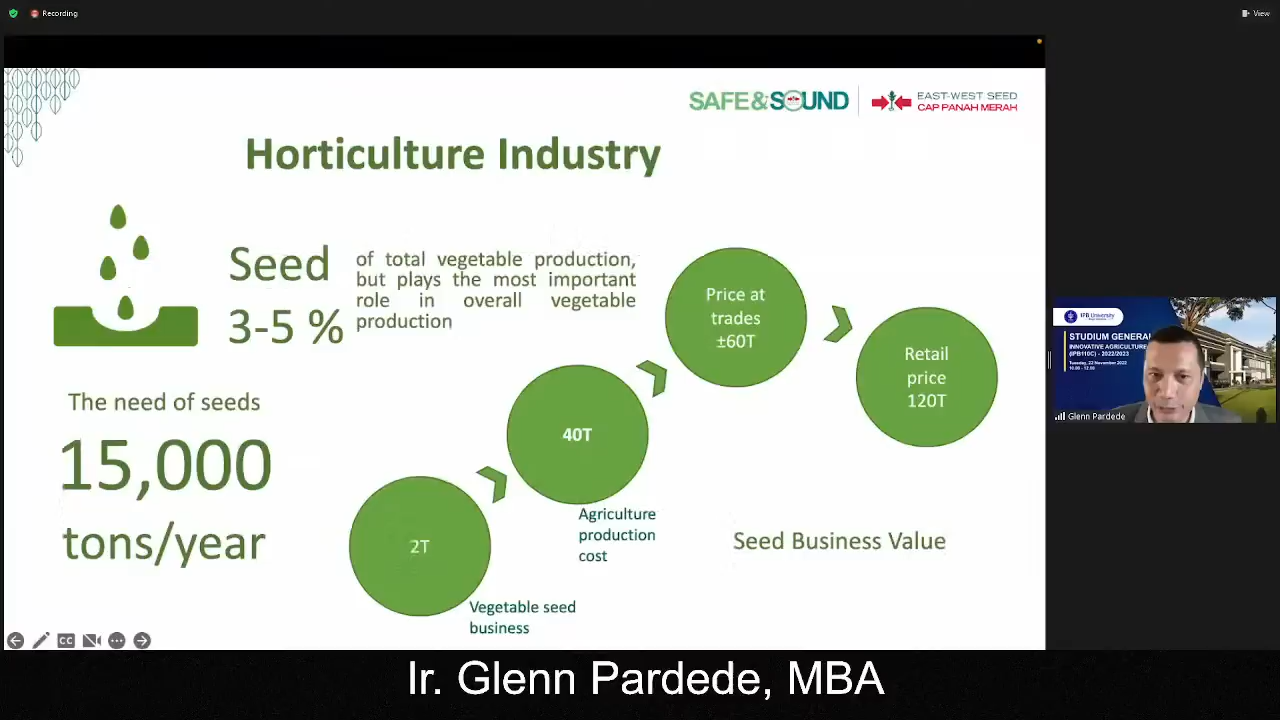 Recording
View
SAFE&SOUND
EAST-WEST SEED
CAP PANAH MERAH
Horticulture Industry
Seed
3-5 %
of total vegetable production,
but plays the most important
role in overall vegetable
production
The need of seeds
15,000
tons/year
2T
Vegetable seed
business
40T
Agriculture
production
cost
Price at
trades
±60T
Retail
price
120T
Seed Business Value
CC
IPB University
STUDIUM GENERAL
INNOVATIVE AGRICULTURE
(IPB110C) - 2022/2023
Tuesday, 22 November 2022
10.00 - 12.00
Glenn Pardede
Ir. Glenn Pardede, MBA